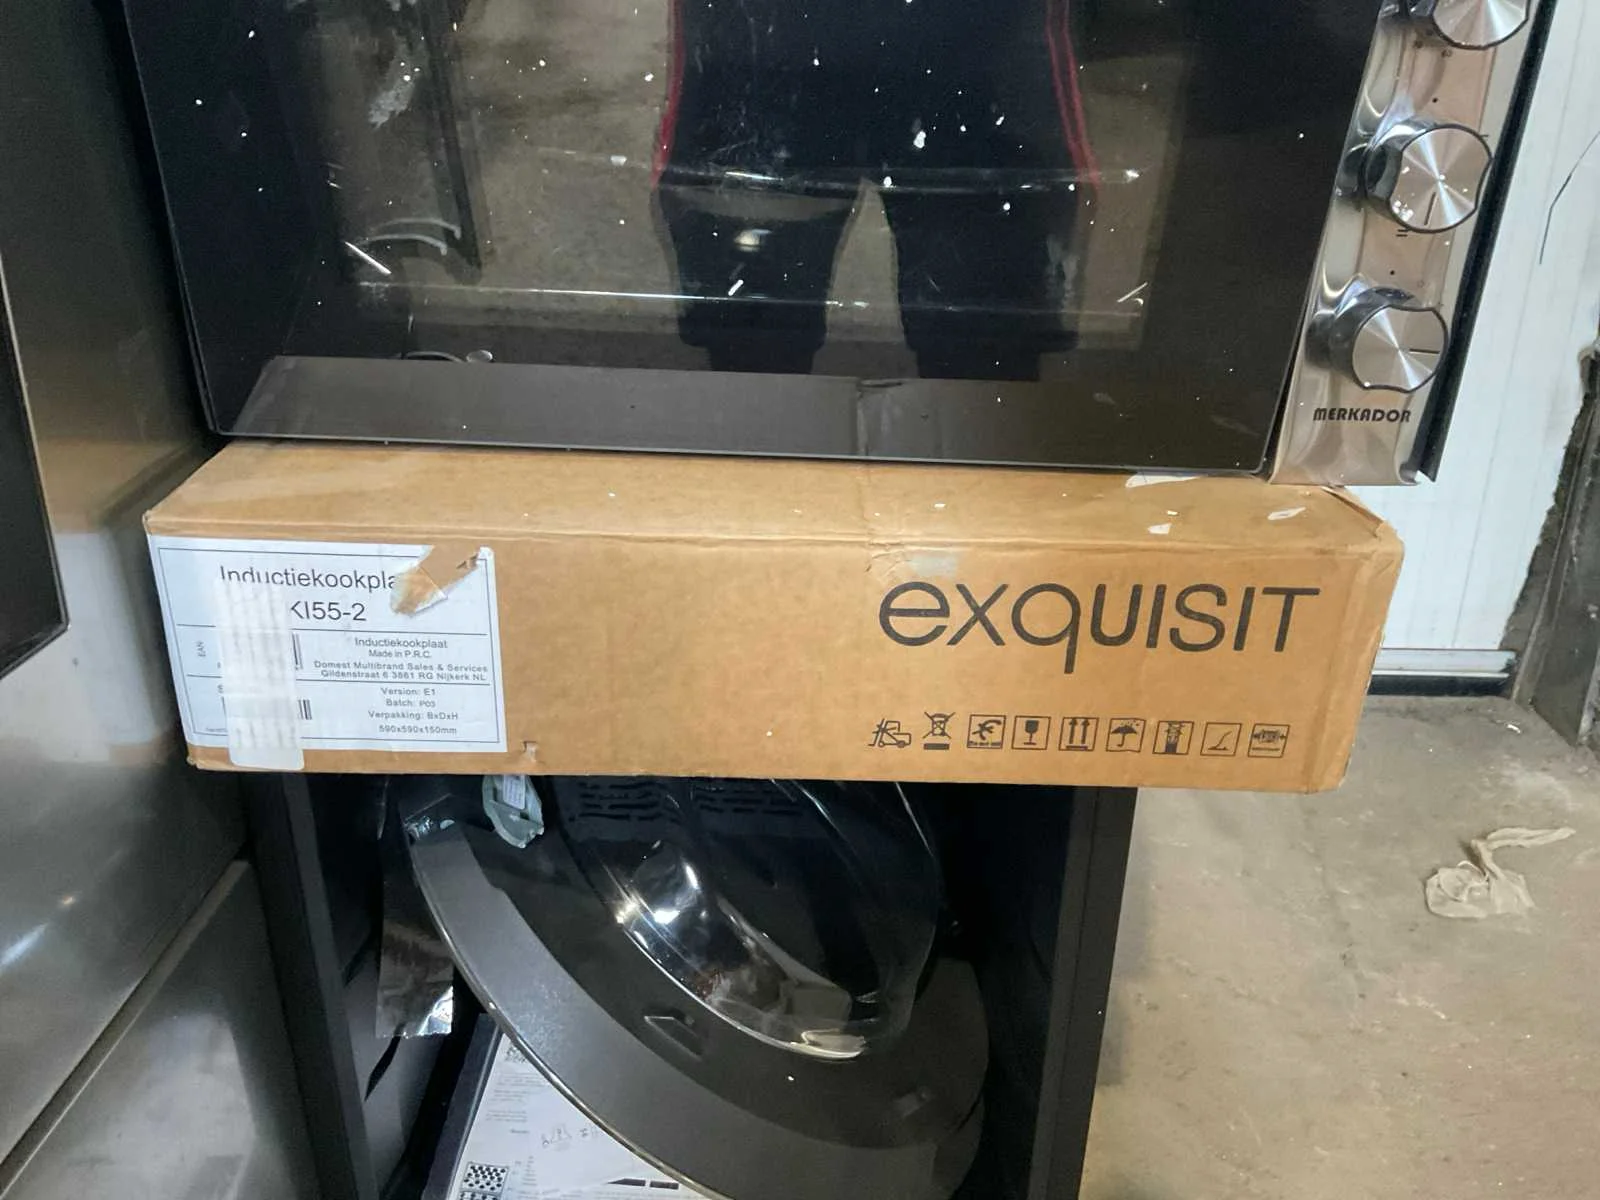 MERKADOR
Inductiekookpla
KI55-2
EAN
Inductiekookplaat
Made in P.R.C.
Domest Multibrand Sales & Services
Gildenstraat 6 3861 RG Nijkerk NL
Version: E1
Batch: P03
Verpakking: BxDxH
590x590x150mm
exquisit